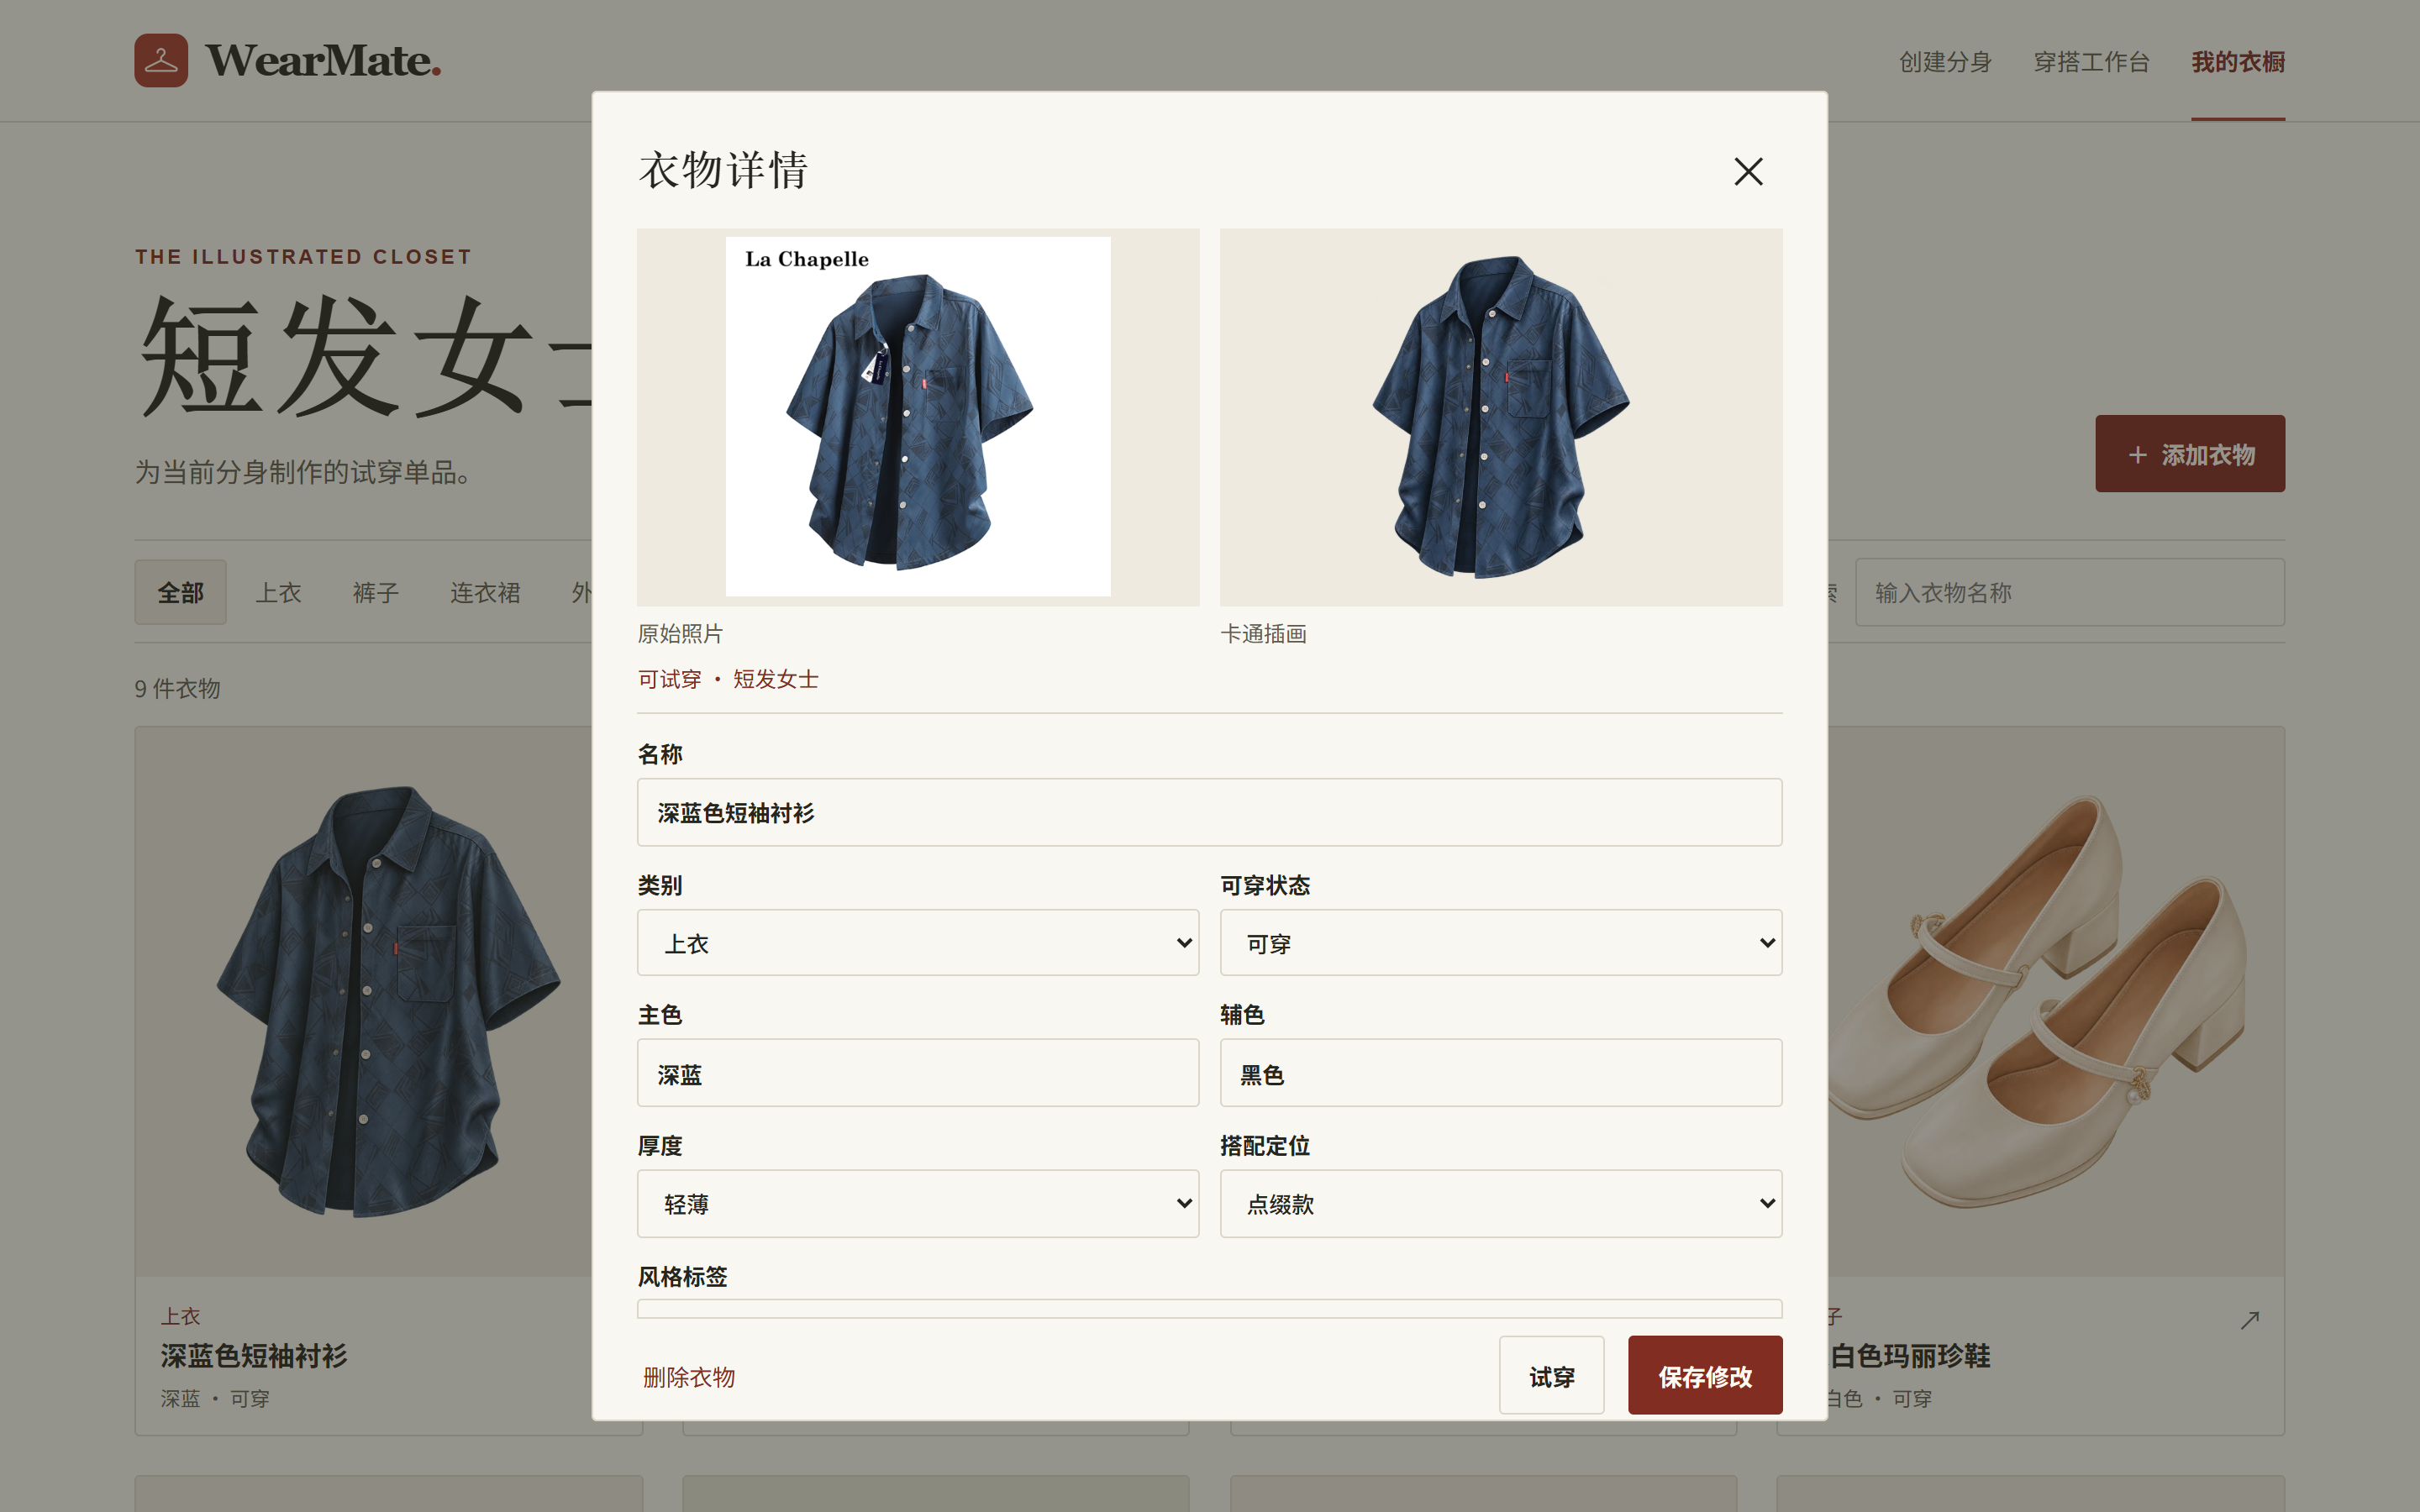 WearMate.
创建分身
穿搭工作台
我的衣橱
THE ILLUSTRATED CLOSET
短发女
为当前分身制作的试穿单品。
＋ 添加衣物
全部
上衣
裤子
连衣裙
外
输入衣物名称
9 件衣物
上衣
深蓝色短袖衬衫
深蓝 · 可穿
子
白色玛丽珍鞋
白色 · 可穿
衣物详情
La Chapelle
原始照片
卡通插画
可试穿 · 短发女士
名称
深蓝色短袖衬衫
类别
可穿状态
上衣
可穿
主色
辅色
深蓝
黑色
厚度
搭配定位
轻薄
点缀款
风格标签
删除衣物
试穿
保存修改